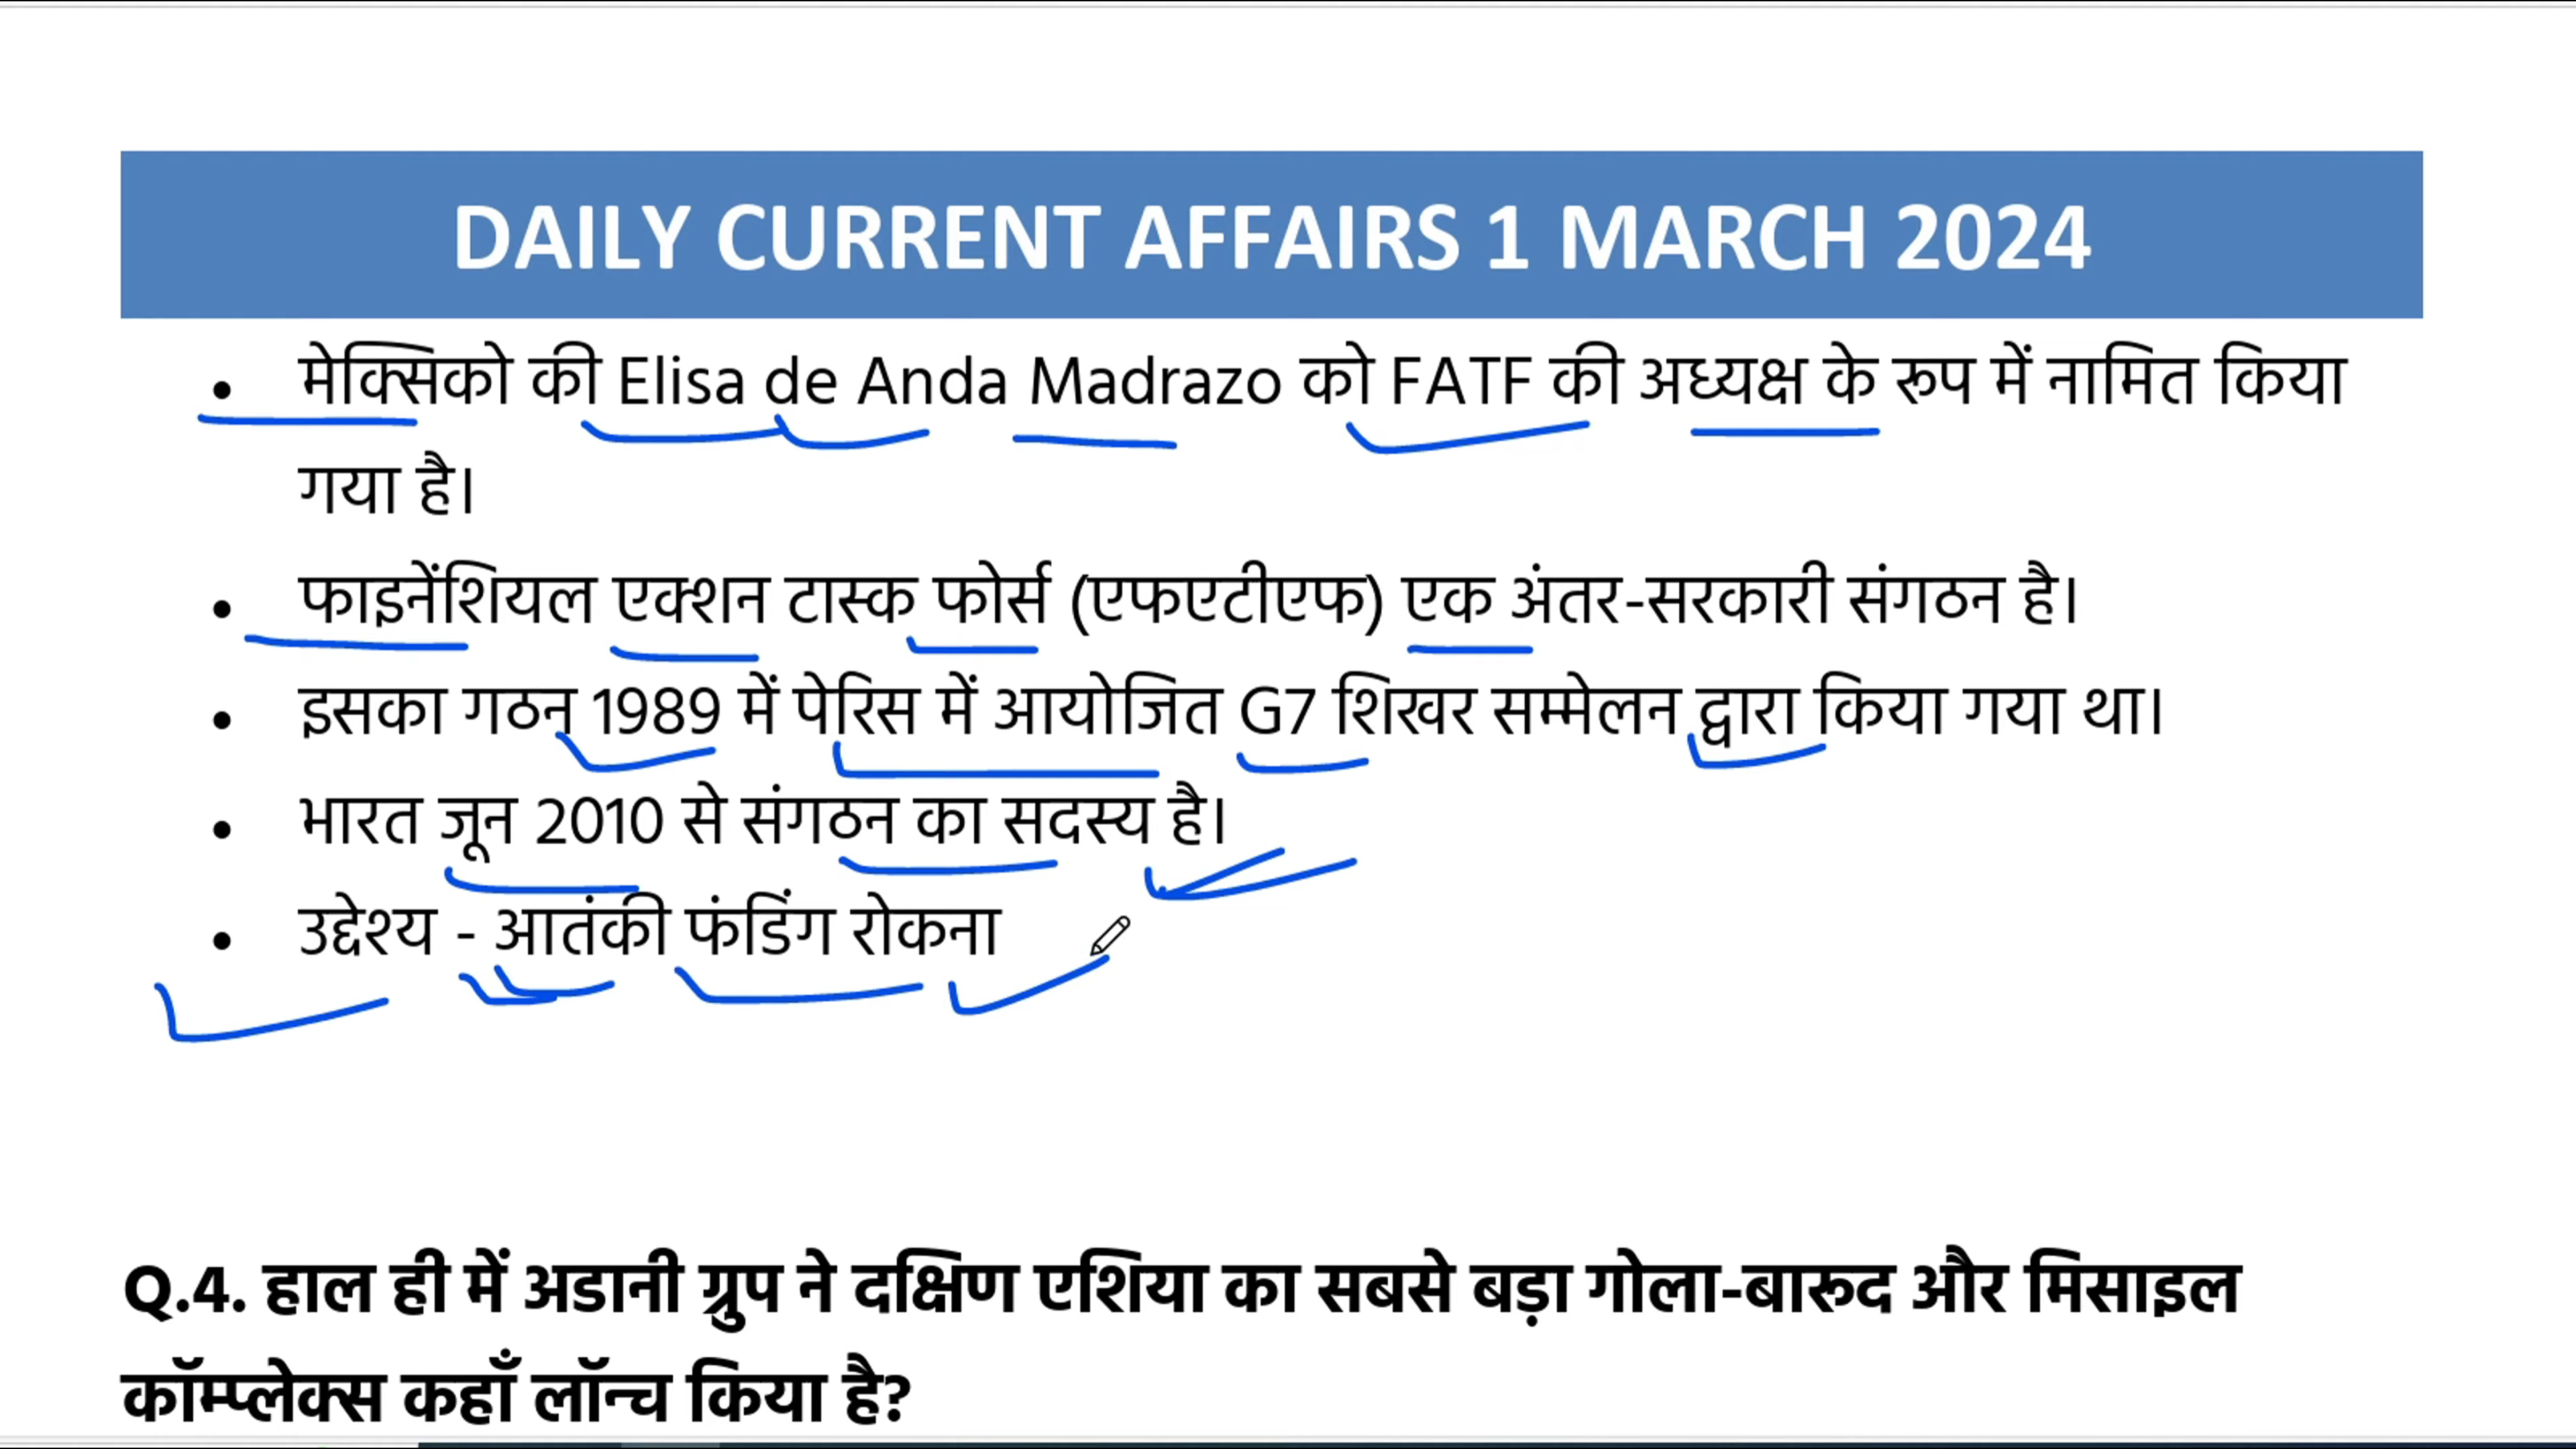 DAILY CURRENT AFFAIRS 1 MARCH 2024
• मेक्सिको की Elisa de Anda Madrazo को FATF की अध्यक्ष के रूप में नामित किया
गया है।
• फाइनेंशियल एक्शन टास्क फोर्स (एफएटीएफ) एक अंतर-सरकारी संगठन है।
• इसका गठन 1989 में पेरिस में आयोजित G7 शिखर सम्मेलन द्वारा किया गया था।
• भारत जून 2010 से संगठन का सदस्य है।
• उद्देश्य - आतंकी फंडिंग रोकना
Q.4. हाल ही में अडानी ग्रुप ने दक्षिण एशिया का सबसे बड़ा गोला-बारूद और मिसाइल
कॉम्प्लेक्स कहाँ लॉन्च किया है?